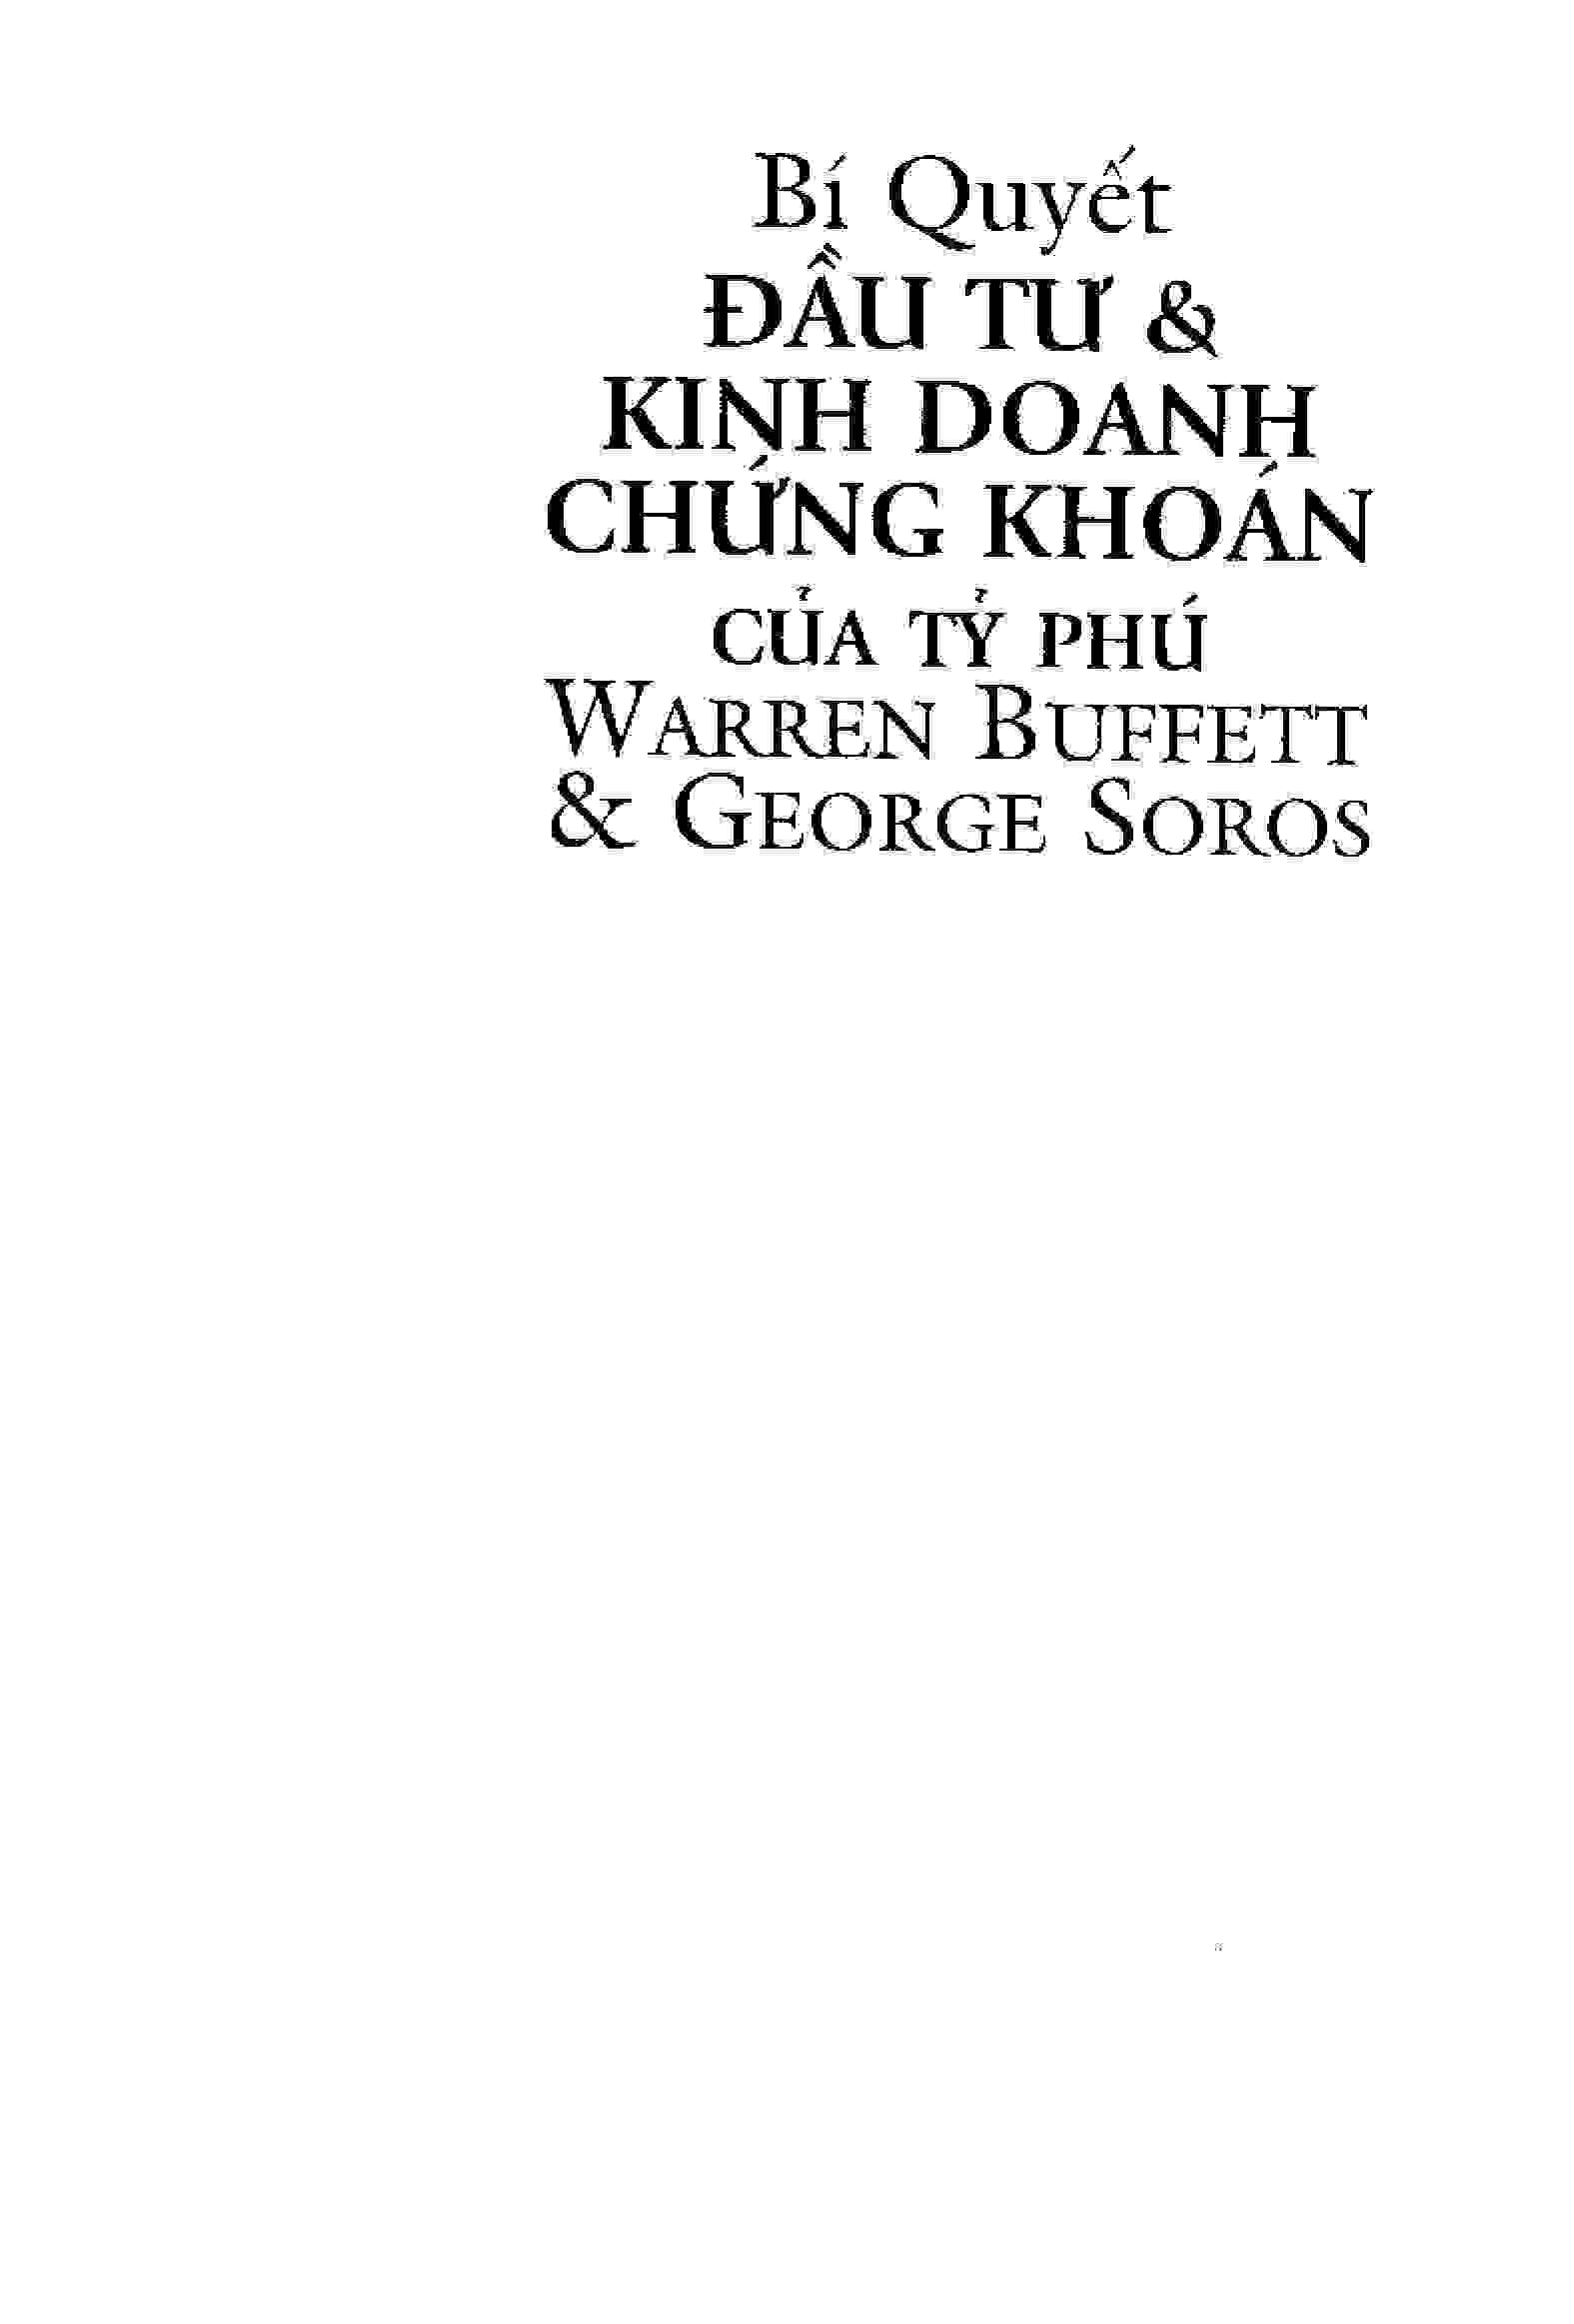 Bí Quyết
ĐẦU TƯ &
KINH DOANH
CHỨNG KHOÁN
CỦA TỶ PHÚ
WARREN BUFFETT
& GEORGE SOROS